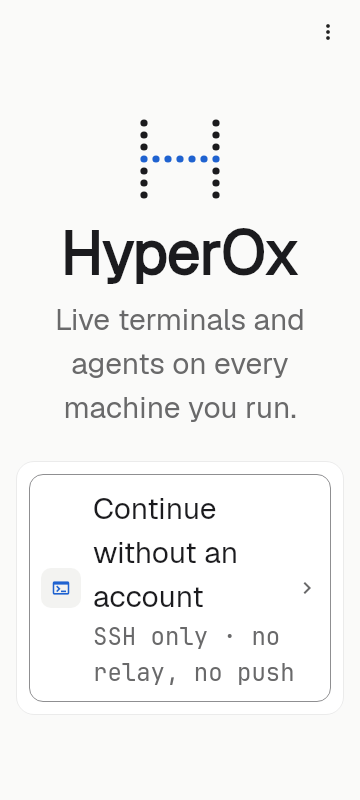 HyperOx
Live terminals and
agents on every
machine you run.
Continue
without an
account
SSH only · no
relay, no push